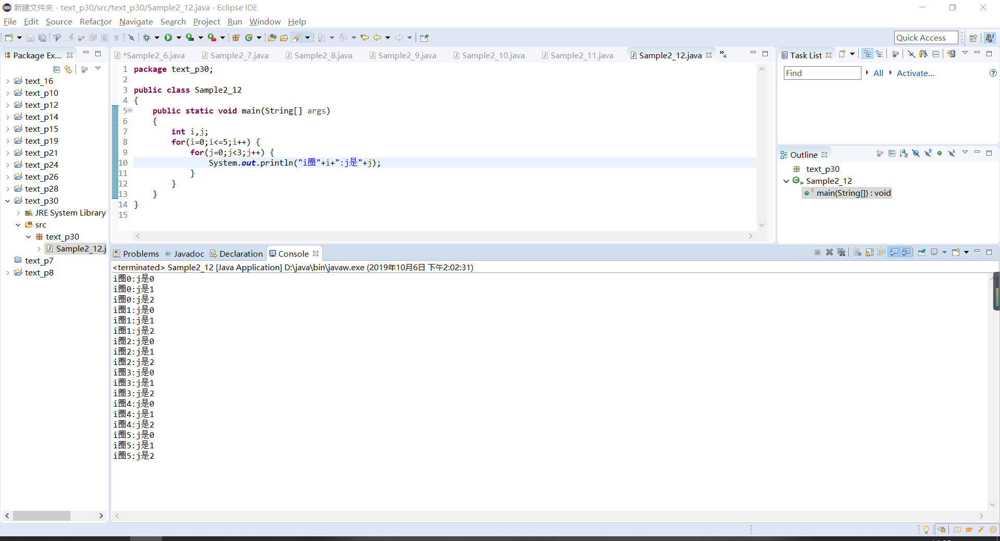 新建文件夹 - text_p30/src/text_p30/Sample2_12.java - Eclipse IDE
File Edit Source Refactor Navigate Search Project Run Window Help
Quick Access
Package Ex...
text_16
text_p10
text_p12
text_p14
text_p15
text_p19
text_p21
text_p24
text_p26
text_p28
text_p30
JRE System Library
src
text_p30
Sample2_12.j
text_p7
text_p8
*Sample2_6.java Sample2_7.java Sample2_8.java Sample2_9.java Sample2_10.java Sample2_11.java Sample2_12.java »6
1 package text_p30;
2
3 public class Sample2_12
4 {
5 public static void main(String[] args)
6 {
7 int i,j;
8 for(i=0;i<=5;i++) {
9 for(j=0;j<3;j++) {
10 System.out.println("i圈"+i+":j是"+j);
11 }
12 }
13 }
14 }
15
Task List
Find All Activate...
Outline
text_p30
Sample2_12
main(String[]) : void
Problems @ Javadoc Declaration Console
<terminated> Sample2_12 [Java Application] D:\java\bin\javaw.exe (2019年10月6日 下午2:02:31)
i圈0:j是0
i圈0:j是1
i圈0:j是2
i圈1:j是0
i圈1:j是1
i圈1:j是2
i圈2:j是0
i圈2:j是1
i圈2:j是2
i圈3:j是0
i圈3:j是1
i圈3:j是2
i圈4:j是0
i圈4:j是1
i圈4:j是2
i圈5:j是0
i圈5:j是1
i圈5:j是2